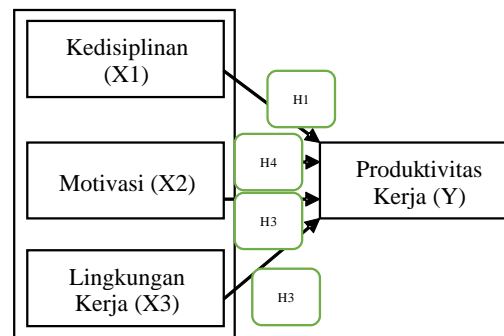 Kedisiplinan
(X1)
H1
Motivasi (X2)
H4
H3
Produktivitas
Kerja (Y)
Lingkungan
Kerja (X3)
H3